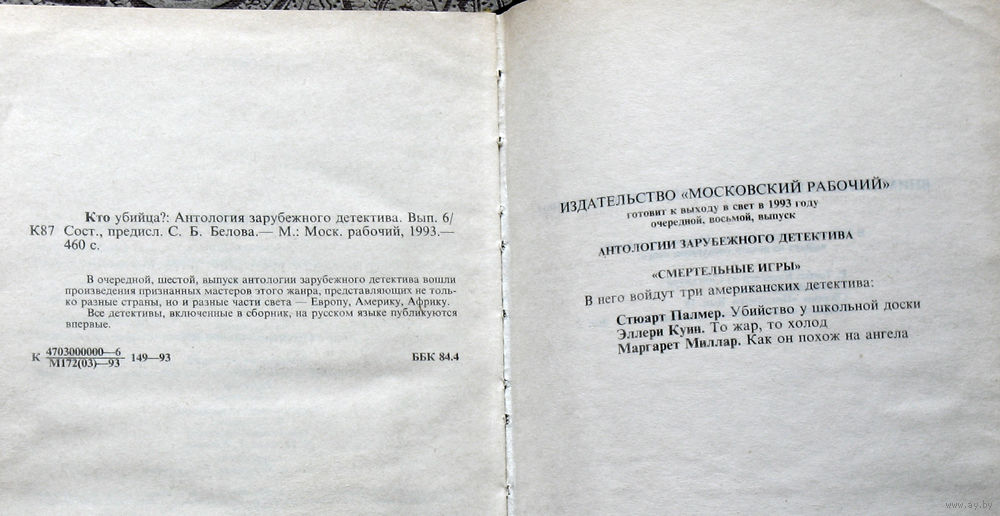 Кто убийца?: Антология зарубежного детектива. Вып. 6/
К87 Сост., предисл. С. Б. Белова.— М.: Моск. рабочий, 1993.—
460 с.
В очередной, шестой, выпуск антологии зарубежного детектива вошли
произведения признанных мастеров этого жанра, представляющих не толь-
ко разные страны, но и разные части света — Европу, Америку, Африку.
Все детективы, включенные в сборник, на русском языке публикуются
впервые.
К 4703000000—6 149—93 ББК 84.4
М172(03)—93
ИЗДАТЕЛЬСТВО «МОСКОВСКИЙ РАБОЧИЙ»
готовит к выходу в свет в 1993 году
очередной, восьмой, выпуск
АНТОЛОГИИ ЗАРУБЕЖНОГО ДЕТЕКТИВА
«СМЕРТЕЛЬНЫЕ ИГРЫ»
В него войдут три американских детектива:
Стюарт Палмер. Убийство у школьной доски
Эллери Куин. То жар, то холод
Маргарет Миллар. Как он похож на ангела
www.ay.by